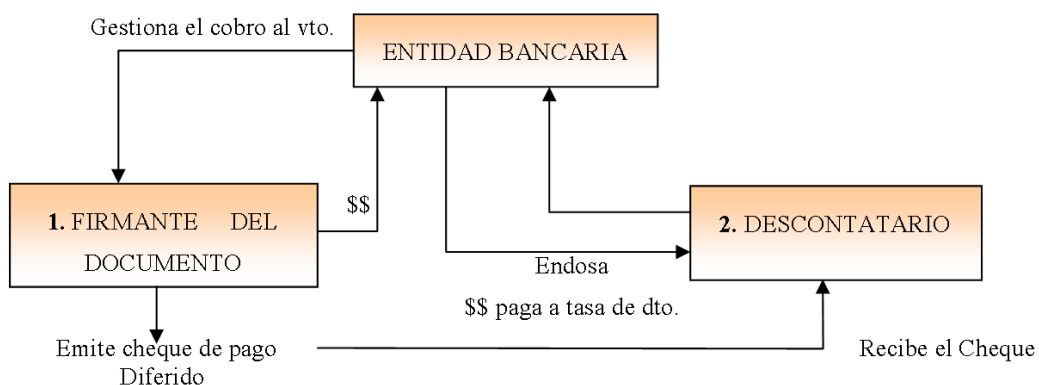 Gestiona el cobro al vto.
ENTIDAD BANCARIA
$$
1. FIRMANTE DEL
DOCUMENTO
2. DESCONTATARIO
Endosa
$$ paga a tasa de dto.
Emite cheque de pago
Diferido
Recibe el Cheque